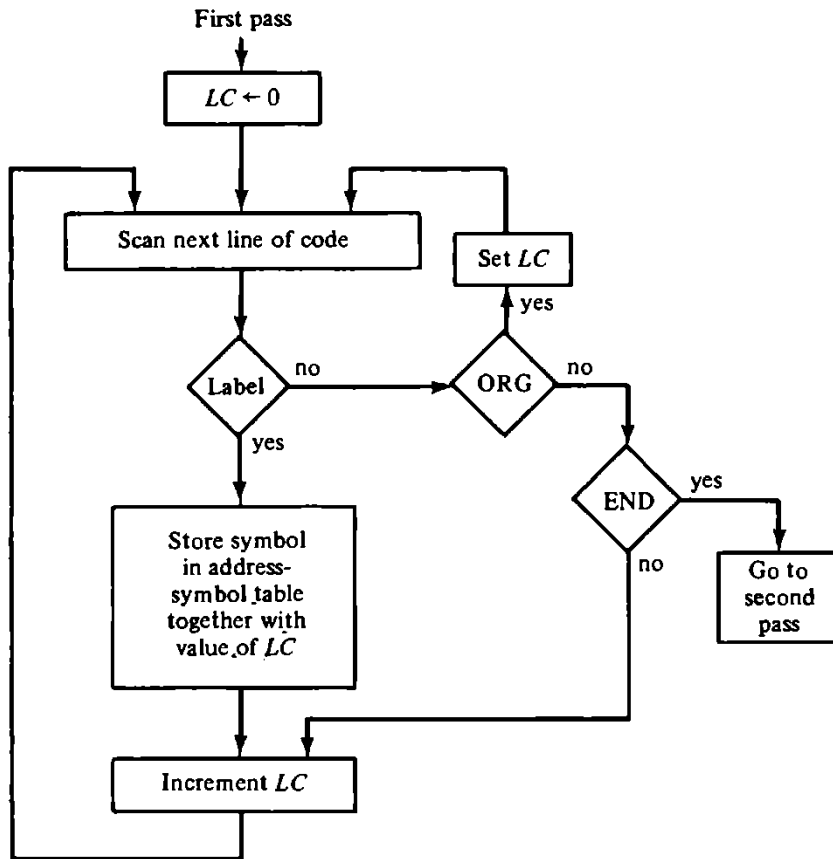 First pass
LC ← 0
Scan next line of code
Set LC
yes
Label
no
ORG
no
yes
END
yes
no
Store symbol
in address-
symbol table
together with
value of LC
Go to
second
pass
Increment LC